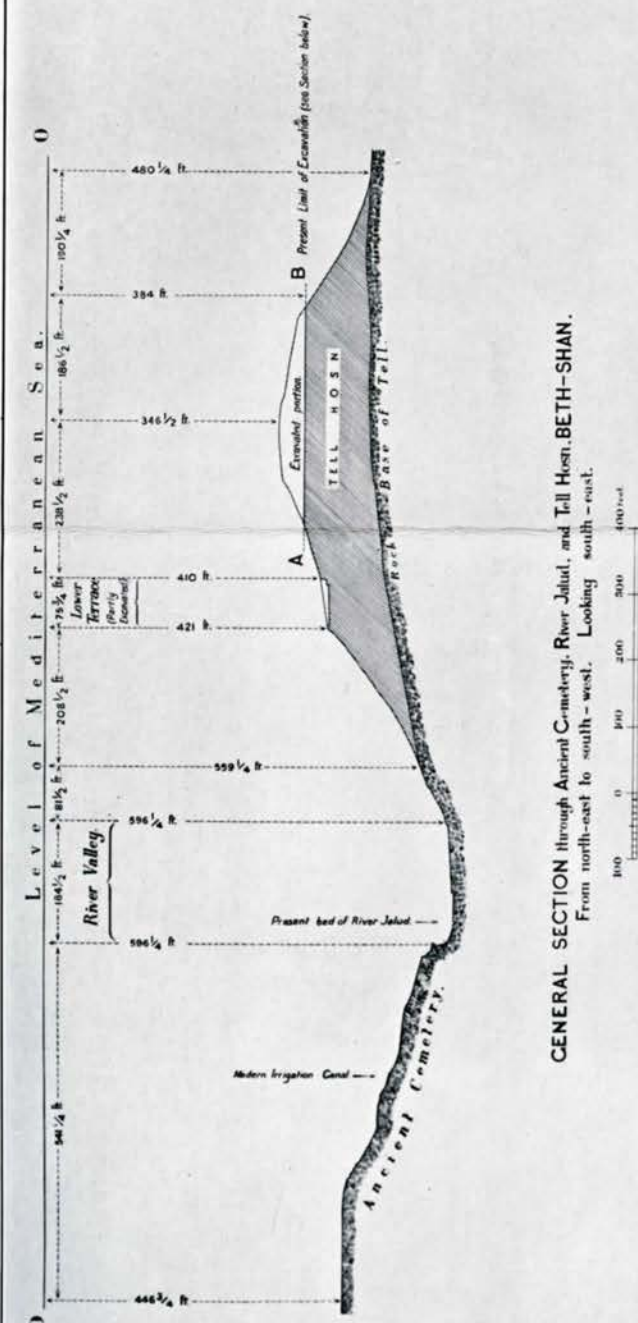 Level of Mediterranean Sea.
O
541 1/4 ft
184 1/2 ft
81 1/2 ft
208 1/2 ft
75 1/4 ft
238 1/2 ft
186 1/2 ft
190 1/4 ft
River Valley.
Lower
Terrace
(Partly
446 3/4 ft
596 1/4 ft
596 1/4 ft
559 1/4 ft
421 ft.
410 ft.
346 1/2 ft
384 ft.
480 1/4 ft.
A
B
Present Limit of Excavation (see Section below).
Excavated portion.
TELL HOSN
Rock Base of Tell.
Present bed of River Jalud.
Modern Irrigation Canal
Ancient Cemetery.
GENERAL SECTION through Ancient Cemetery, River Jalud, and Tell Hosn, BETH-SHAN.
From north-east to south-west. Looking south-east.
100 0 100 200 300 400 Feet